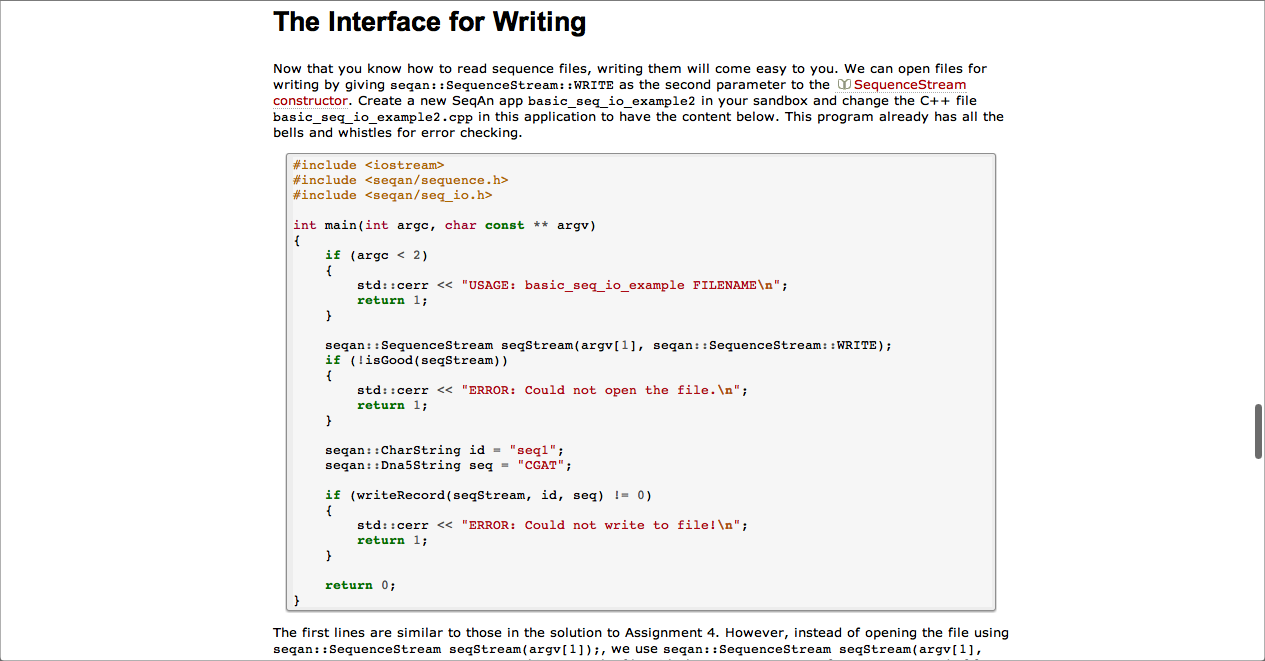 The Interface for Writing
Now that you know how to read sequence files, writing them will come easy to you. We can open files for
writing by giving seqan::SequenceStream::WRITE as the second parameter to the SequenceStream
constructor. Create a new SeqAn app basic_seq_io_example2 in your sandbox and change the C++ file
basic_seq_io_example2.cpp in this application to have the content below. This program already has all the
bells and whistles for error checking.
#include <iostream>
#include <seqan/sequence.h>
#include <seqan/seq_io.h>
int main(int argc, char const ** argv)
{
    if (argc < 2)
    {
        std::cerr << "USAGE: basic_seq_io_example FILENAME\n";
        return 1;
    }
    seqan::SequenceStream seqStream(argv[1], seqan::SequenceStream::WRITE);
    if (!isGood(seqStream))
    {
        std::cerr << "ERROR: Could not open the file.\n";
        return 1;
    }
    seqan::CharString id = "seq1";
    seqan::Dna5String seq = "CGAT";
    if (writeRecord(seqStream, id, seq) != 0)
    {
        std::cerr << "ERROR: Could not write to file!\n";
        return 1;
    }
    return 0;
}
The first lines are similar to those in the solution to Assignment 4. However, instead of opening the file using
seqan::SequenceStream seqStream(argv[1]);, we use seqan::SequenceStream seqStream(argv[1],